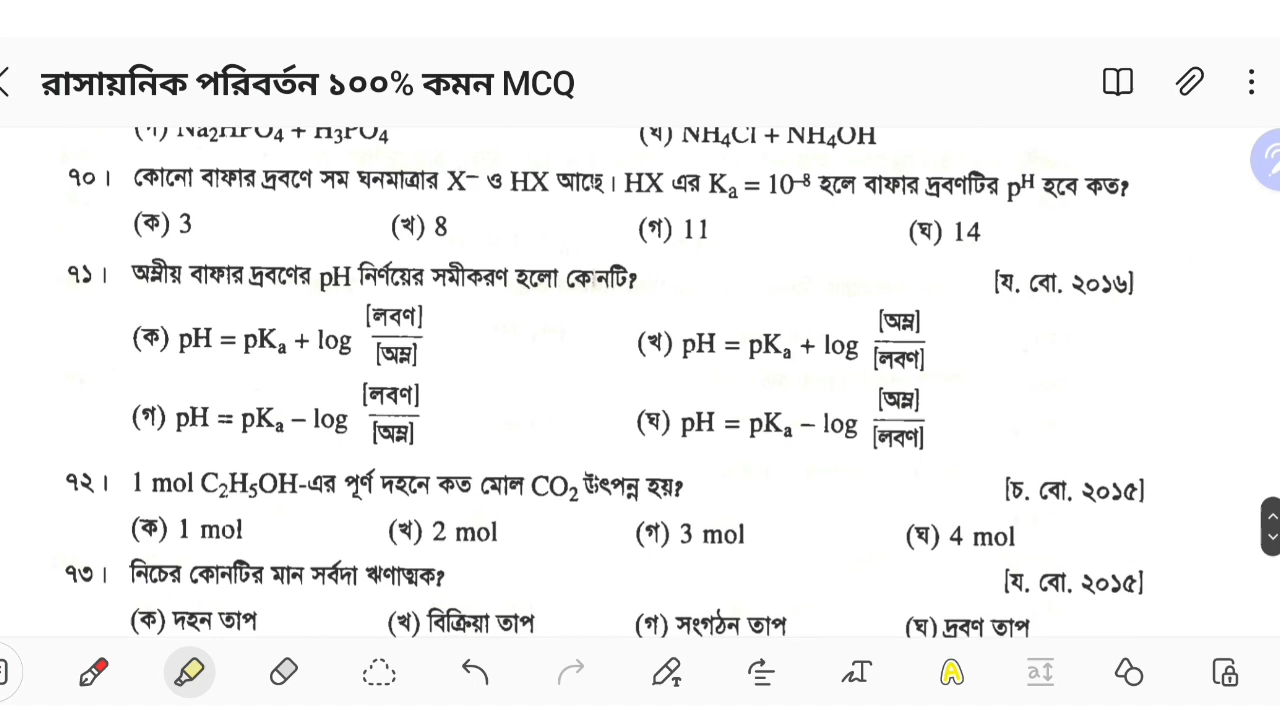 রাসায়নিক পরিবর্তন ১০০% কমন MCQ
(গ) Na₂HPO₄ + H₃PO₄ (ঘ) NH₄Cl + NH₄OH
৭০। কোনো বাফার দ্রবণে সম ঘনমাত্রার X⁻ ও HX আছে। HX এর Kₐ = 10⁻⁸ হলে বাফার দ্রবণটির pᴴ হবে কত?
(ক) 3 (খ) 8 (গ) 11 (ঘ) 14
৭১। অম্লীয় বাফার দ্রবণের pH নির্ণয়ের সমীকরণ হলো কোনটি? [য. বো. ২০১৬]
(ক) pH = pKₐ + log [লবণ]/[অম্ল] (খ) pH = pKₐ + log [অম্ল]/[লবণ]
(গ) pH = pKₐ − log [লবণ]/[অম্ল] (ঘ) pH = pKₐ − log [অম্ল]/[লবণ]
৭২। 1 mol C₂H₅OH-এর পূর্ণ দহনে কত মোল CO₂ উৎপন্ন হয়? [চ. বো. ২০১৫]
(ক) 1 mol (খ) 2 mol (গ) 3 mol (ঘ) 4 mol
৭৩। নিচের কোনটির মান সর্বদা ঋণাত্মক? [য. বো. ২০১৫]
(ক) দহন তাপ (খ) বিক্রিয়া তাপ (গ) সংগঠন তাপ (ঘ) দ্রবণ তাপ